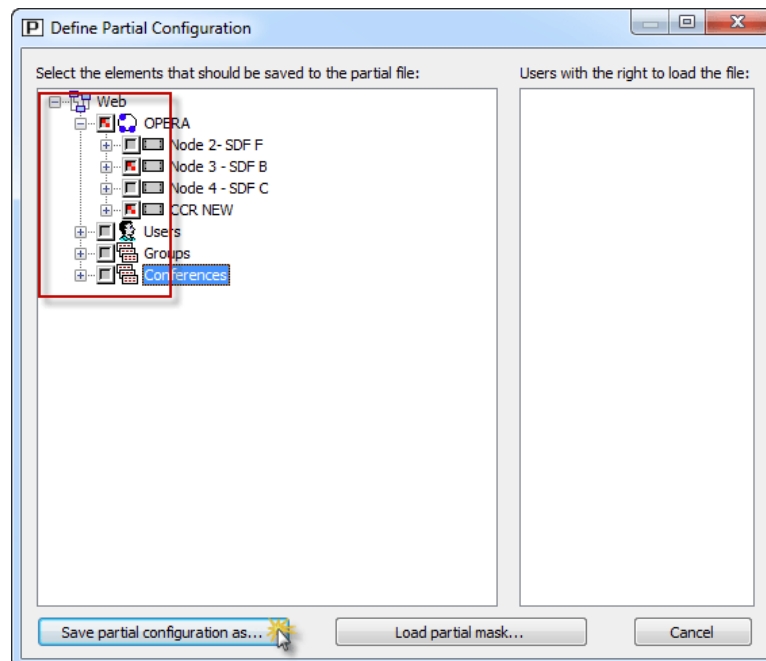 P Define Partial Configuration
Select the elements that should be saved to the partial file:
Users with the right to load the file:
Web
OPERA
Node 2- SDF F
Node 3 - SDF B
Node 4 - SDF C
CCR NEW
Users
Groups
Conferences
Save partial configuration as...
Load partial mask...
Cancel